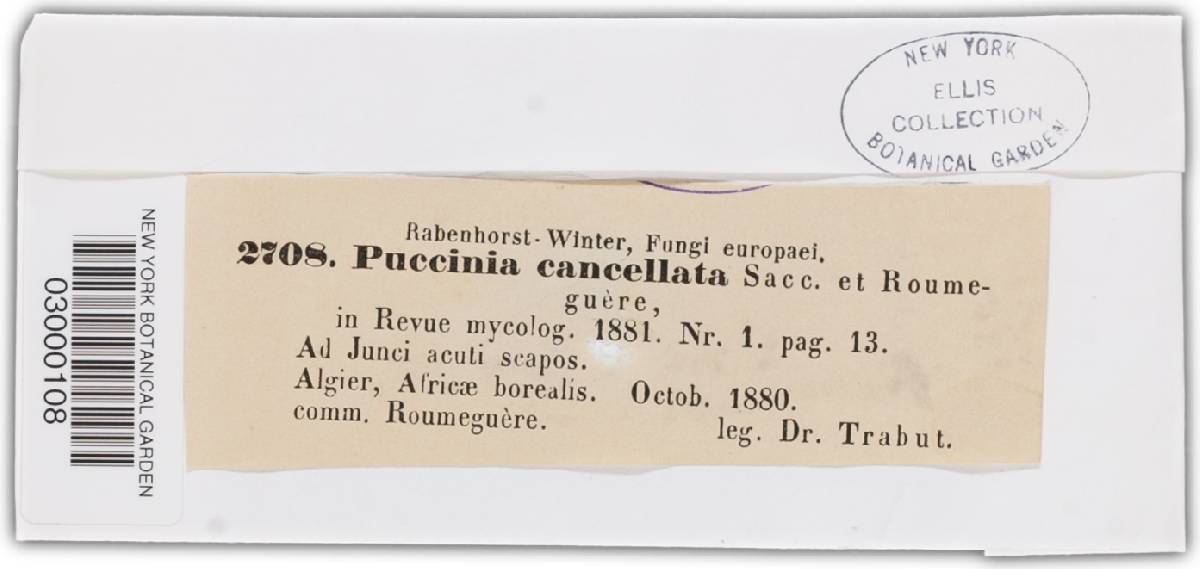 NEW YORK
ELLIS
COLLECTION
BOTANICAL GARDEN
NEW YORK BOTANICAL GARDEN
03000108
Rabenhorst-Winter, Fungi europaei.
2708. Puccinia cancellata Sacc. et Roume-
guère,
in Revue mycolog. 1881. Nr. 1. pag. 13.
Ad Junci acuti scapos.
Algier, Africæ borealis. Octob. 1880.
comm. Roumeguère. leg. Dr. Trabut.